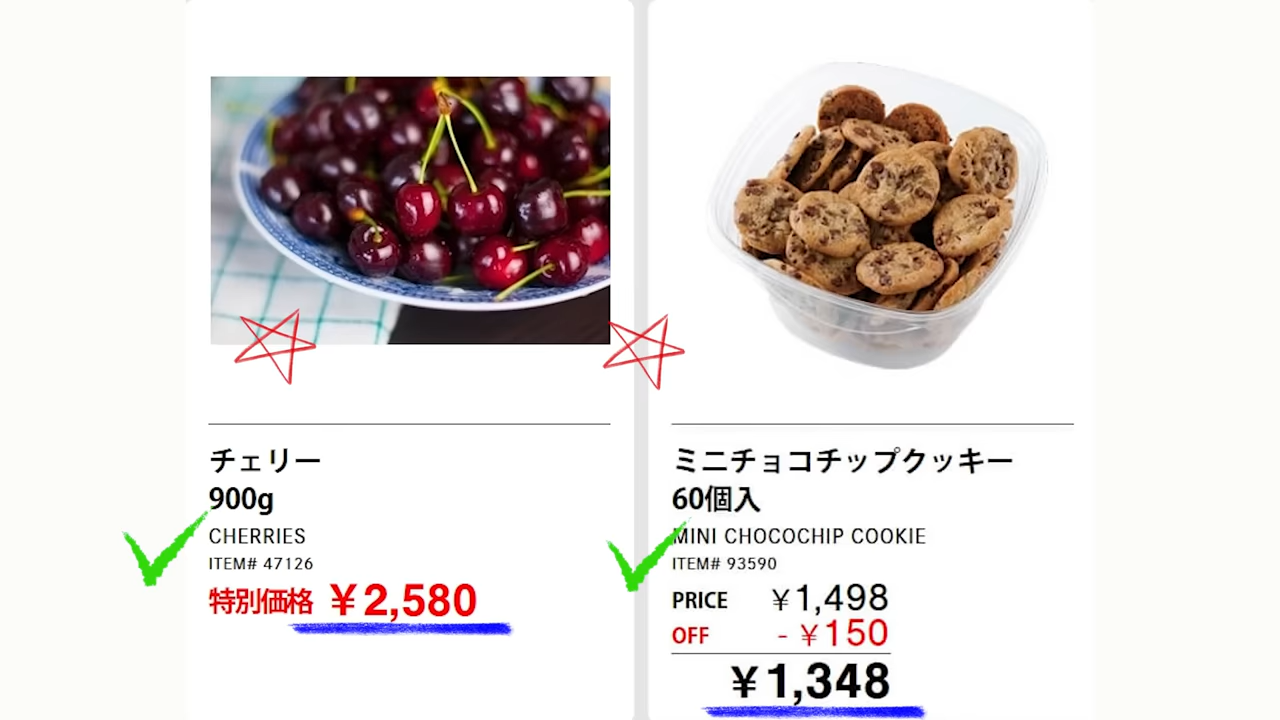 チェリー
900g
CHERRIES
ITEM# 47126
特別価格 ¥2,580
ミニチョコチップクッキー
60個入
MINI CHOCOCHIP COOKIE
ITEM# 93590
PRICE ¥1,498
OFF - ¥150
¥1,348